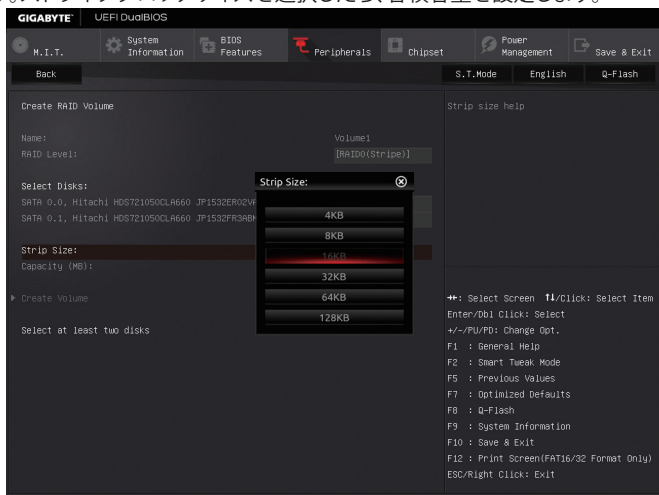 GIGABYTE™ UEFI DualBIOS
M.I.T. System Information BIOS Features Peripherals Chipset Power Management Save & Exit
Back S.T.Mode English Q-Flash
Create RAID Volume
Strip size help
Name: Volume1
RAID Level: [RAID0(Stripe)]
Select Disks:
SATA 0.0, Hitachi HDS721050CLA660
SATA 0.1, Hitachi HDS721050CLA660
Strip Size:
Capacity (MB):
Create Volume
Select at least two disks
Strip Size:
4KB
8KB
16KB
32KB
64KB
128KB
→←: Select Screen ↑↓/Click: Select Item
Enter/Dbl Click: Select
+/-/PU/PD: Change Opt.
F1 : General Help
F2 : Smart Tweak Mode
F5 : Previous Values
F7 : Optimized Defaults
F8 : Q-Flash
F9 : System Information
F10 : Save & Exit
F12 : Print Screen(FAT16/32 Format Only)
ESC/Right Click: Exit